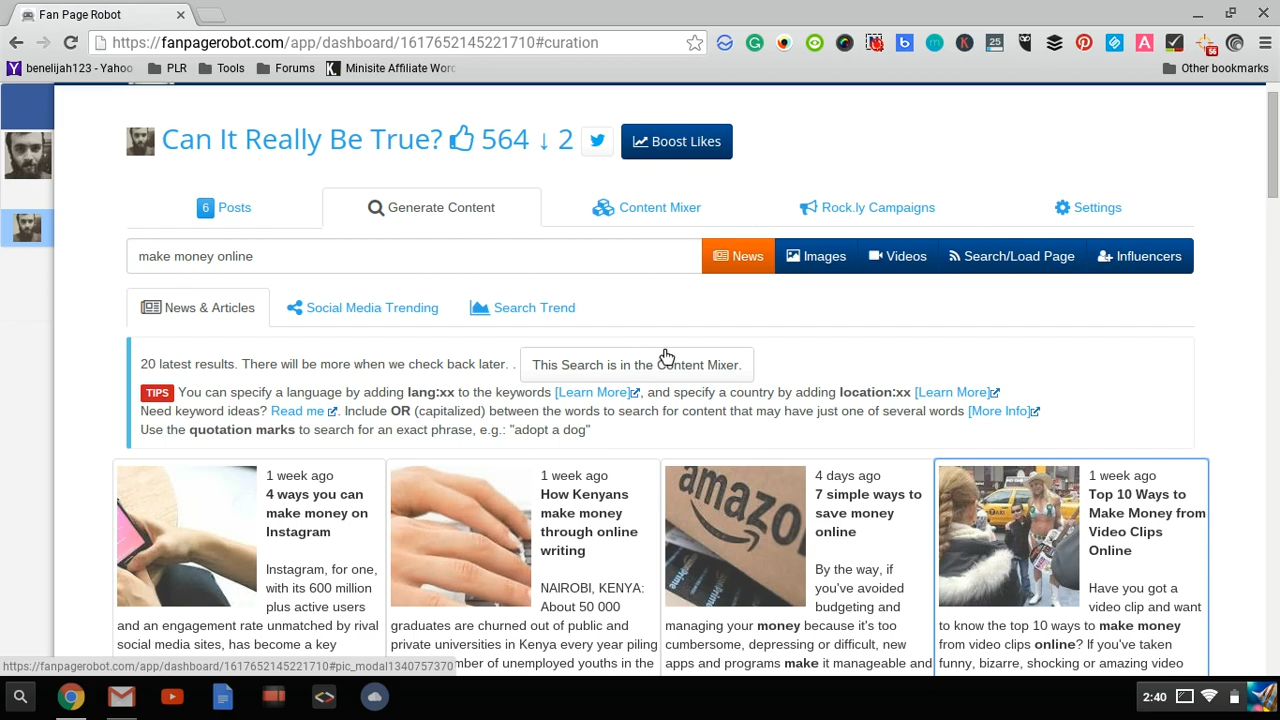 Fan Page Robot
https://fanpagerobot.com/app/dashboard/1617652145221710#curation
25
56
benelijah123 - Yahoo
PLR
Tools
Forums
Minisite Affiliate Worc
Other bookmarks
Can It Really Be True? 564 ↓ 2
Boost Likes
6 Posts
Generate Content
Content Mixer
Rock.ly Campaigns
Settings
make money online
News
Images
Videos
Search/Load Page
Influencers
News & Articles
Social Media Trending
Search Trend
20 latest results. There will be more when we check back later. . This Search is in the Content Mixer.
TIPS You can specify a language by adding lang:xx to the keywords [Learn More], and specify a country by adding location:xx [Learn More]
Need keyword ideas? Read me . Include OR (capitalized) between the words to search for content that may have just one of several words [More Info]
Use the quotation marks to search for an exact phrase, e.g.: "adopt a dog"
1 week ago
4 ways you can
make money on
Instagram
Instagram, for one,
with its 600 million
plus active users
and an engagement rate unmatched by rival
social media sites, has become a key
1 week ago
How Kenyans
make money
through online
writing
NAIROBI, KENYA:
About 50 000
graduates are churned out of public and
private universities in Kenya every year piling
mber of unemployed youths in the
amazo
4 days ago
7 simple ways to
save money
online
By the way, if
you've avoided
budgeting and
managing your money because it's too
cumbersome, depressing or difficult, new
apps and programs make it manageable and
1 week ago
Top 10 Ways to
Make Money from
Video Clips
Online
Have you got a
video clip and want
to know the top 10 ways to make money
from video clips online? If you've taken
funny, bizarre, shocking or amazing video
https://fanpagerobot.com/app/dashboard/1617652145221710#pic_modal1340757370
2:40